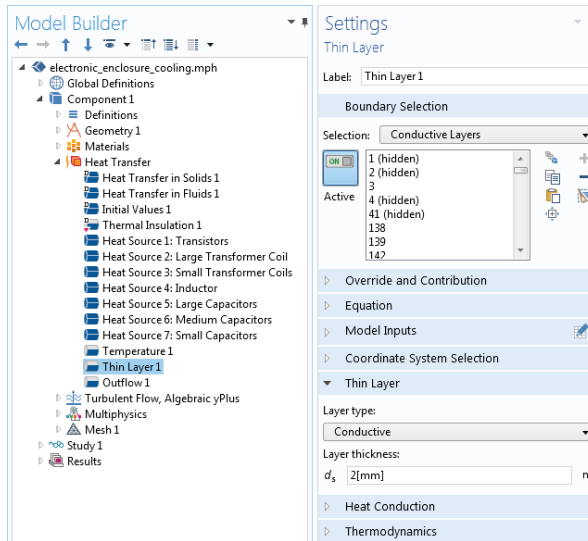 Model Builder
electronic_enclosure_cooling.mph
Global Definitions
Component 1
Definitions
Geometry 1
Materials
Heat Transfer
Heat Transfer in Solids 1
Heat Transfer in Fluids 1
Initial Values 1
Thermal Insulation 1
Heat Source 1: Transistors
Heat Source 2: Large Transformer Coil
Heat Source 3: Small Transformer Coils
Heat Source 4: Inductor
Heat Source 5: Large Capacitors
Heat Source 6: Medium Capacitors
Heat Source 7: Small Capacitors
Temperature 1
Thin Layer 1
Outflow 1
Turbulent Flow, Algebraic yPlus
Multiphysics
Mesh 1
Study 1
Results
Settings
Thin Layer
Label: Thin Layer 1
Boundary Selection
Selection: Conductive Layers
ON
Active
1 (hidden)
2 (hidden)
3
4 (hidden)
41 (hidden)
138
139
142
Override and Contribution
Equation
Model Inputs
Coordinate System Selection
Thin Layer
Layer type:
Conductive
Layer thickness:
ds 2[mm]
Heat Conduction
Thermodynamics